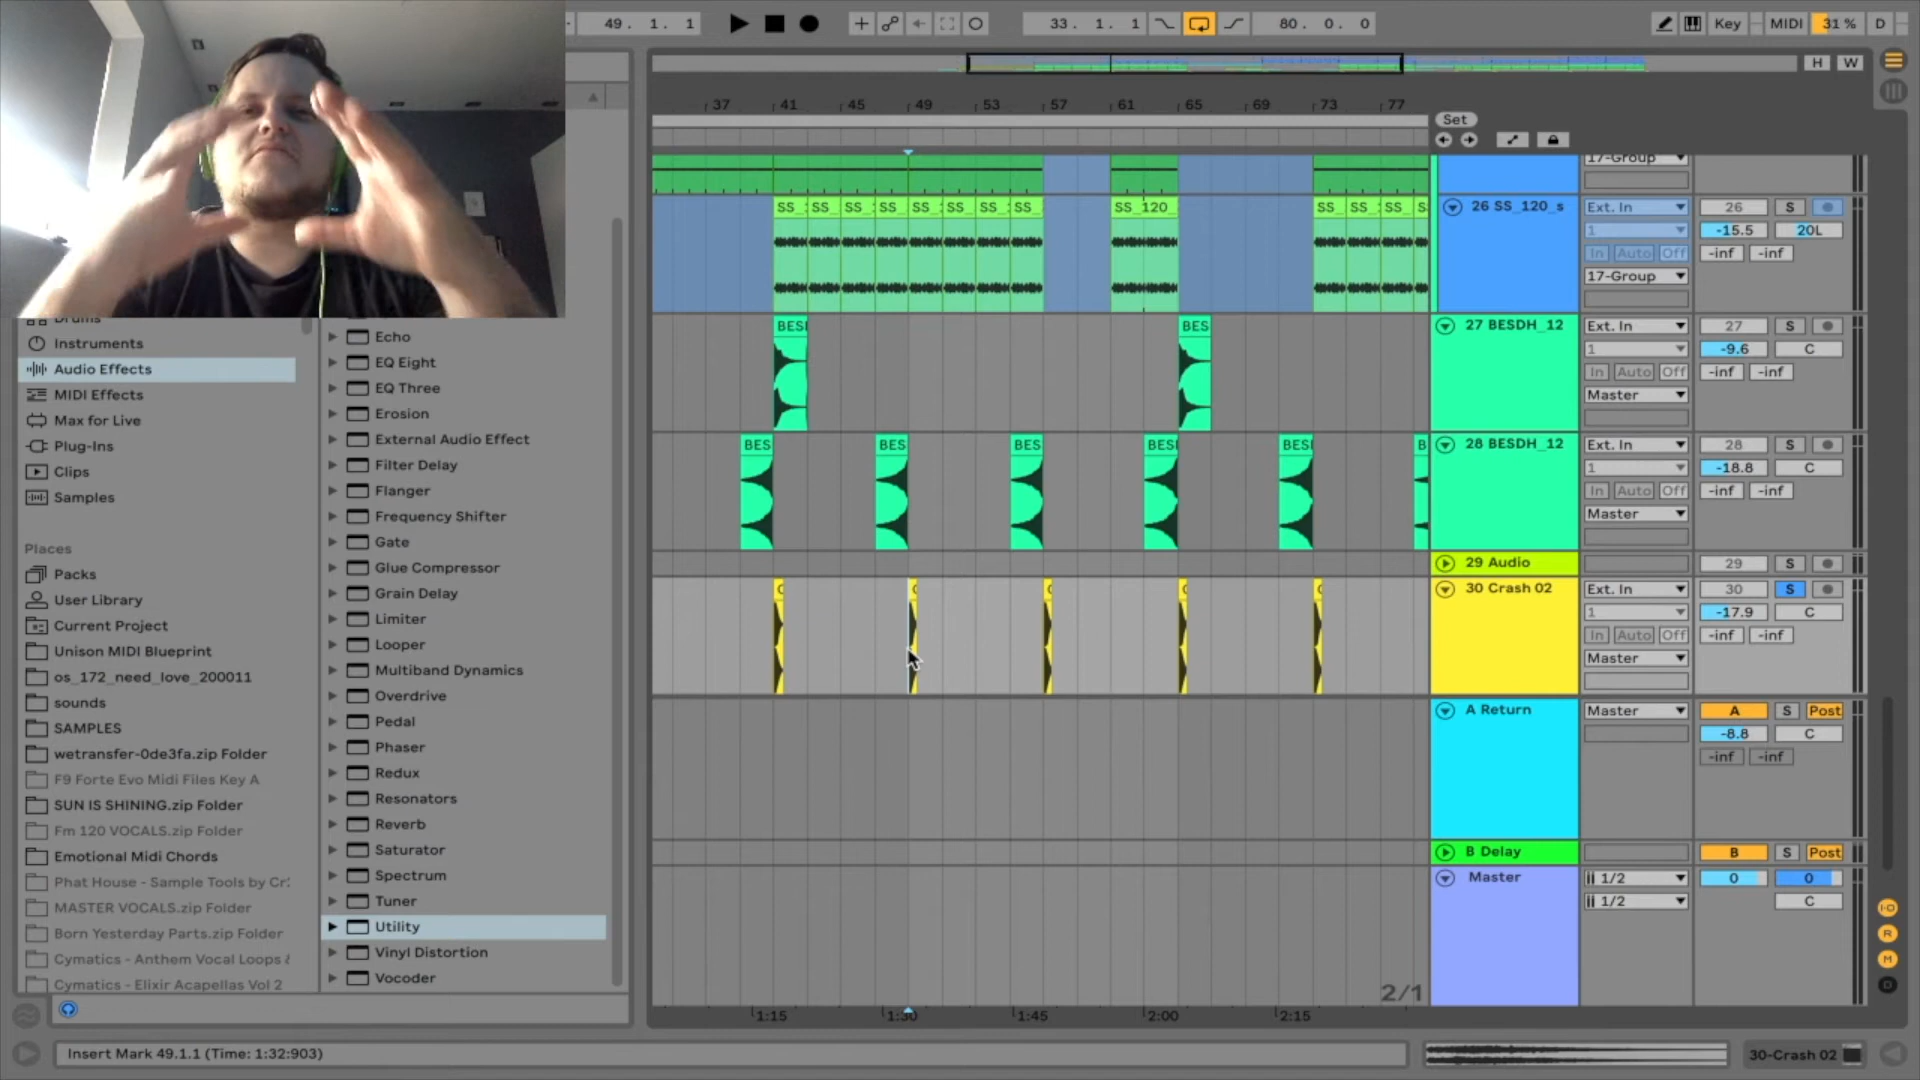 49. 1. 1 33. 1. 1 80. 0. 0 Key MIDI 31 % D
H W
37 41 45 49 53 57 61 65 69 73 77
Set
17-Group
SS_ SS_ SS_ SS_ SS_ SS_ SS_ SS_ SS_120_ SS_ SS_ SS_ S 26 SS_120_s Ext. In 26 S
1 -15.5 20L
In Auto Off -inf -inf
17-Group
BES BES 27 BESDH_12 Ext. In 27 S
1 -9.6 C
In Auto Off -inf -inf
Master
BES BES BES BES BES B 28 BESDH_12 Ext. In 28 S
1 -18.8 C
In Auto Off -inf -inf
Master
29 Audio 29 S
30 Crash 02 Ext. In 30 S
1 -17.9 C
In Auto Off -inf -inf
Master
A Return Master A S Post
-8.8 C
-inf -inf
B Delay B S Post
Master 1/2 0 0
1/2 C
2/1
1:15 1:30 1:45 2:00 2:15
Drums
Instruments
Audio Effects
MIDI Effects
Max for Live
Plug-Ins
Clips
Samples
Places
Packs
User Library
Current Project
Unison MIDI Blueprint
os_172_need_love_200011
sounds
SAMPLES
wetransfer-0de3fa.zip Folder
F9 Forte Evo Midi Files Key A
SUN IS SHINING.zip Folder
Fm 120 VOCALS.zip Folder
Emotional Midi Chords
Phat House - Sample Tools by Cr
MASTER VOCALS.zip Folder
Born Yesterday Parts.zip Folder
Cymatics - Anthem Vocal Loops
Cymatics - Elixir Acapellas Vol 2
Echo
EQ Eight
EQ Three
Erosion
External Audio Effect
Filter Delay
Flanger
Frequency Shifter
Gate
Glue Compressor
Grain Delay
Limiter
Looper
Multiband Dynamics
Overdrive
Pedal
Phaser
Redux
Resonators
Reverb
Saturator
Spectrum
Tuner
Utility
Vinyl Distortion
Vocoder
I-O
R
M
D
Insert Mark 49.1.1 (Time: 1:32:903) 30-Crash 02